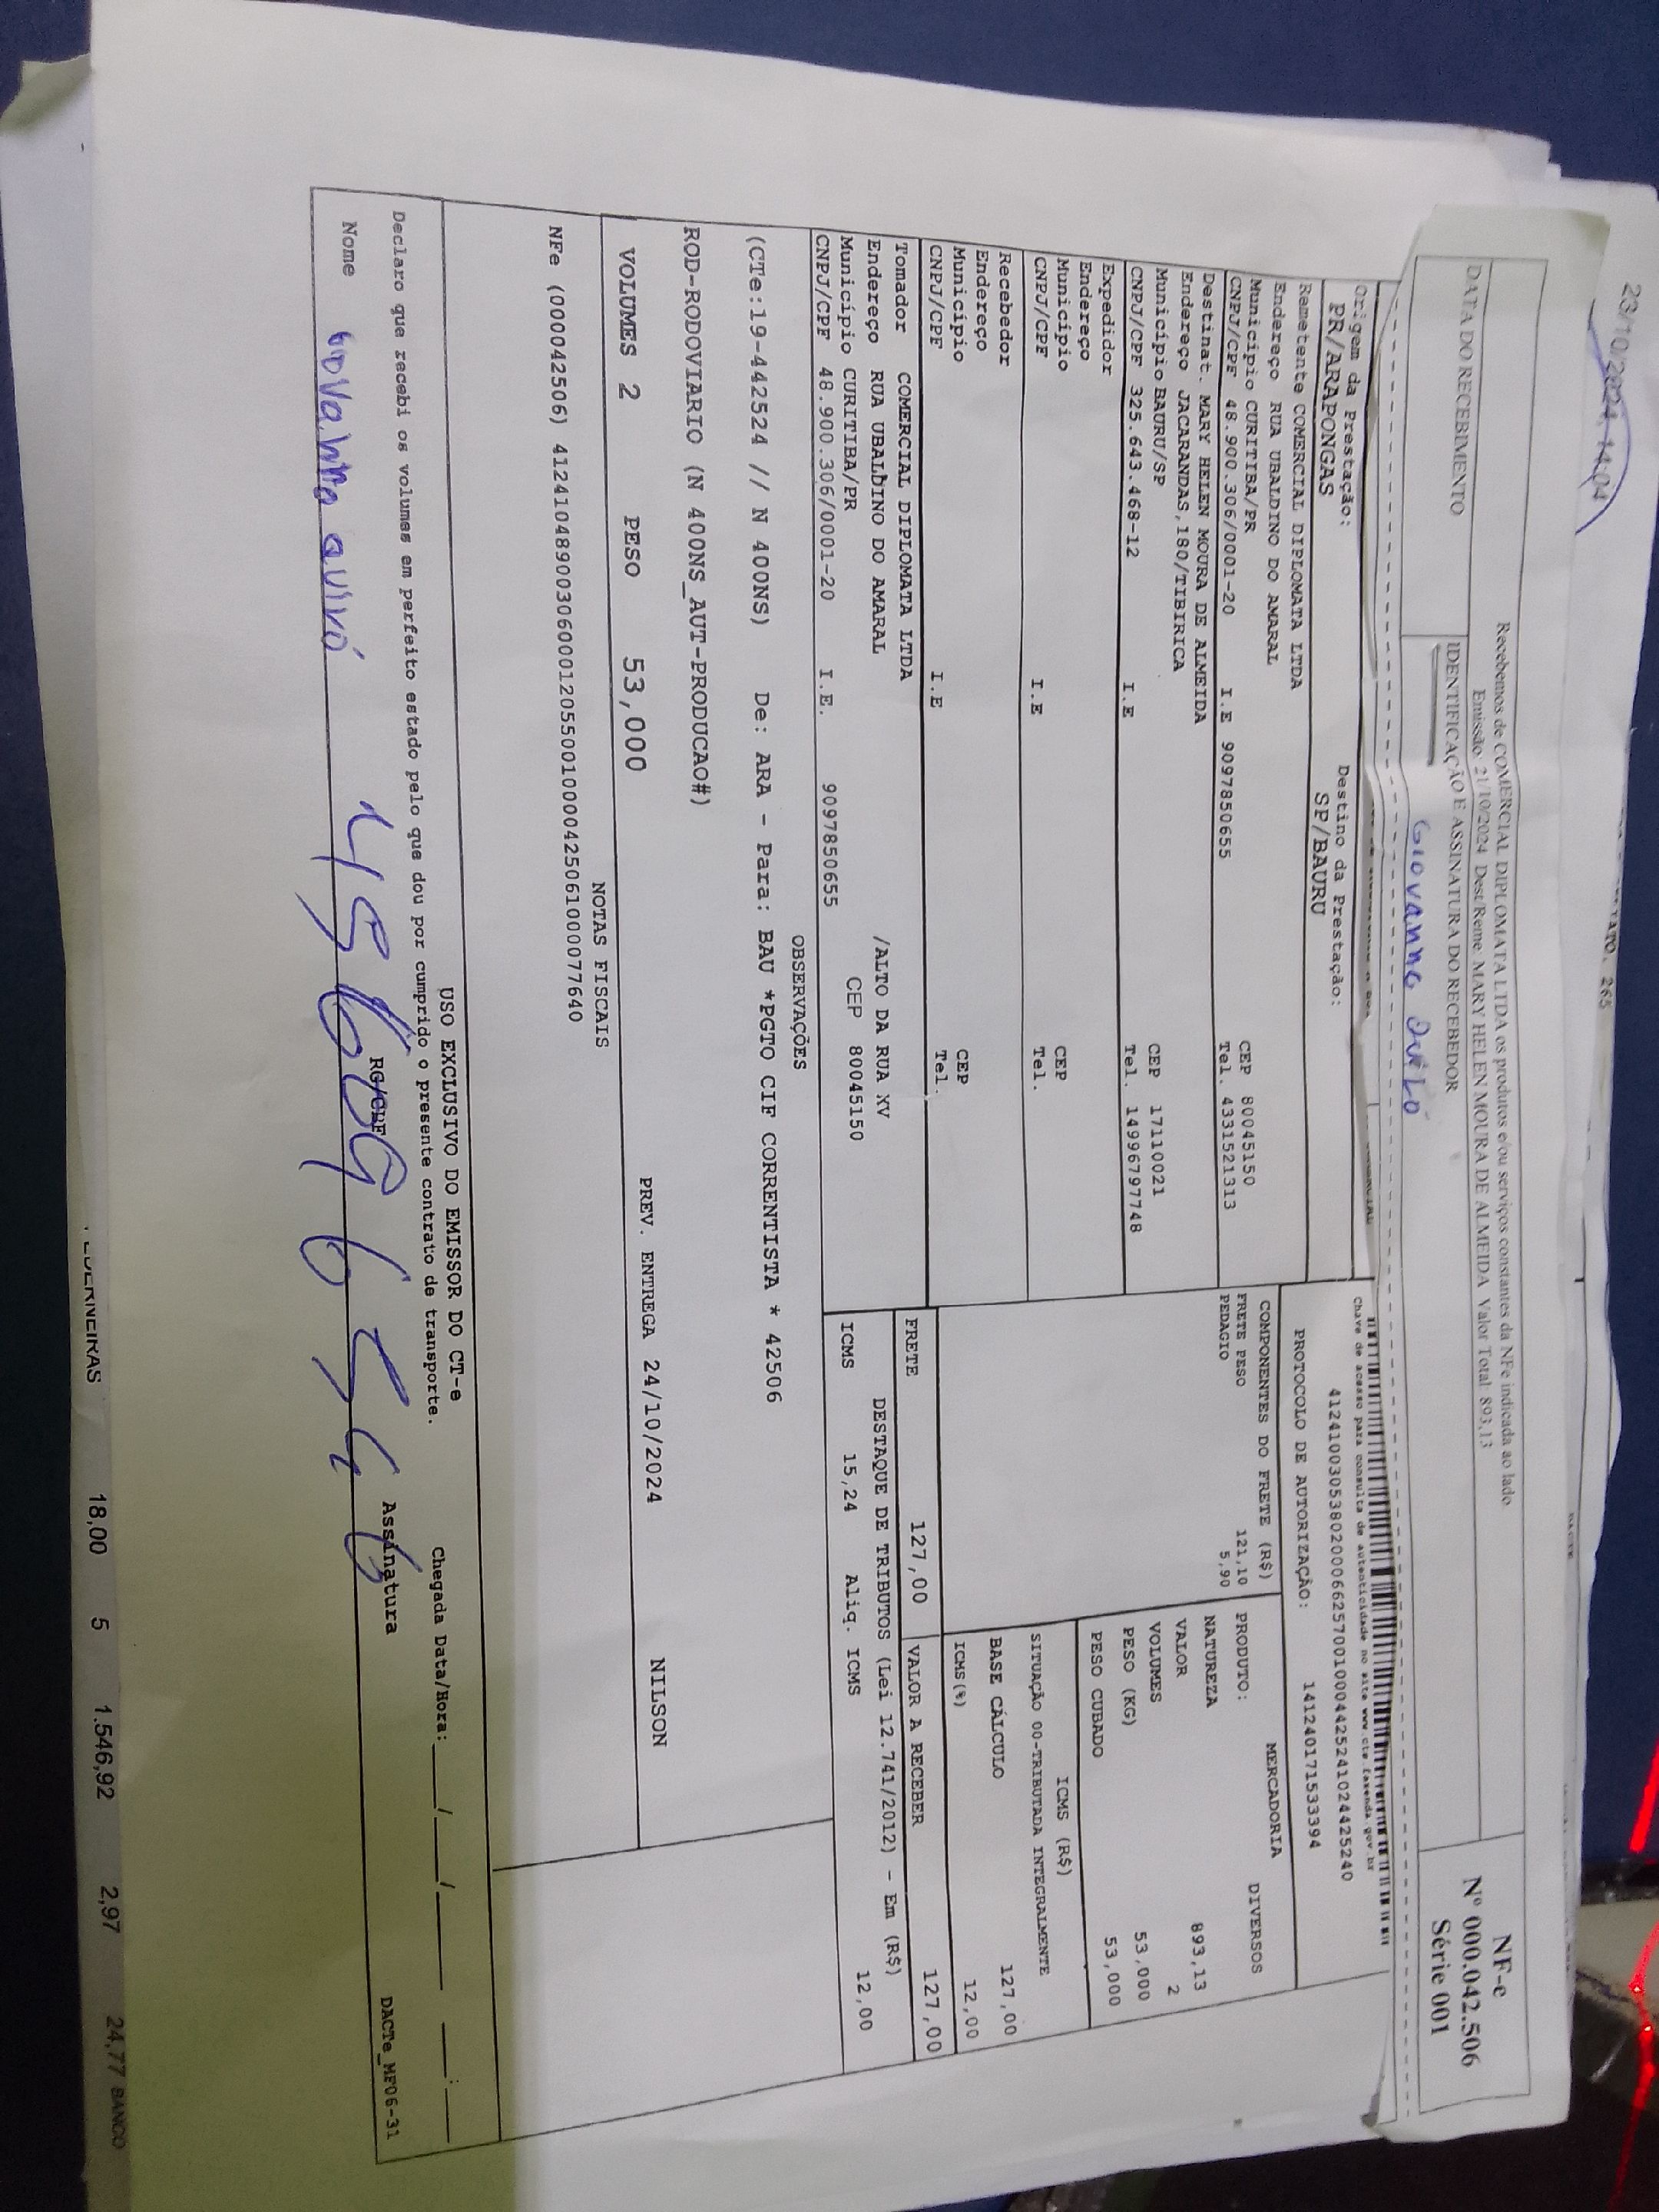 23/10/2024 14:04
Recebemos de COMERCIAL DIPLOMATA LTDA os produtos e/ou serviços constantes da NFe indicada ao lado
Emissão: 21/10/2024 Dest/Reme: MARY HELEN MOURA DE ALMEIDA Valor Total: 893,13
DATA DO RECEBIMENTO
IDENTIFICAÇÃO E ASSINATURA DO RECEBEDOR
NF-e
Nº 000.042.506
Série 001
Origem da Prestação:
PR/ARAPONGAS
Destino da Prestação:
SP/BAURU
Chave de acesso para consulta de autenticidade no site www.cte.fazenda.gov.br
41241003053802000662570010004425241024425240
PROTOCOLO DE AUTORIZAÇÃO: 141240171533394
Remetente COMERCIAL DIPLOMATA LTDA
Endereço RUA UBALDINO DO AMARAL
Município CURITIBA/PR CEP 80045150
CNPJ/CPF 48.900.306/0001-20 I.E 9097850655 Tel. 4331521313
Destinat. MARY HELEN MOURA DE ALMEIDA
Endereço JACARANDAS,180/TIBIRICA
Município BAURU/SP CEP 17110021
CNPJ/CPF 325.643.468-12 I.E Tel. 14996797748
Expedidor
Endereço
Município CEP
CNPJ/CPF I.E Tel.
Recebedor
Endereço
Município CEP
CNPJ/CPF I.E Tel.
COMPONENTES DO FRETE (R$)
FRETE PESO 121,10
PEDAGIO 5,90
MERCADORIA
PRODUTO: DIVERSOS
NATUREZA
VALOR 893,13
VOLUMES 2
PESO (KG) 53,000
PESO CUBADO 53,000
ICMS (R$)
SITUAÇÃO 00-TRIBUTADA INTEGRALMENTE
BASE CÁLCULO 127,00
ICMS(%) 12,00
Tomador COMERCIAL DIPLOMATA LTDA
Endereço RUA UBALDINO DO AMARAL /ALTO DA RUA XV
Município CURITIBA/PR CEP 80045150
CNPJ/CPF 48.900.306/0001-20 I.E. 9097850655
FRETE 127,00 VALOR A RECEBER 127,00
DESTAQUE DE TRIBUTOS (Lei 12.741/2012) - Em (R$)
ICMS 15,24 Aliq. ICMS 12,00
OBSERVAÇÕES
(CTe:19-442524 // N 400NS) De: ARA - Para: BAU *PGTO CIF CORRENTISTA * 42506
ROD-RODOVIARIO (N 400NS_AUT-PRODUCAO#)
VOLUMES 2 PESO 53,000 PREV. ENTREGA 24/10/2024 NILSON
NOTAS FISCAIS
NFe (000042506) 41241048900306000120550010000425061000077640
USO EXCLUSIVO DO EMISSOR DO CT-e
Declaro que recebi os volumes em perfeito estado pelo que dou por cumprido o presente contrato de transporte.
Chegada Data/Hora: ____/____/______ ____:____
Nome RG/CPF Assinatura
DACTe_MF06-31
18,00 5 1.546,92 2,97 24,77 BANCO